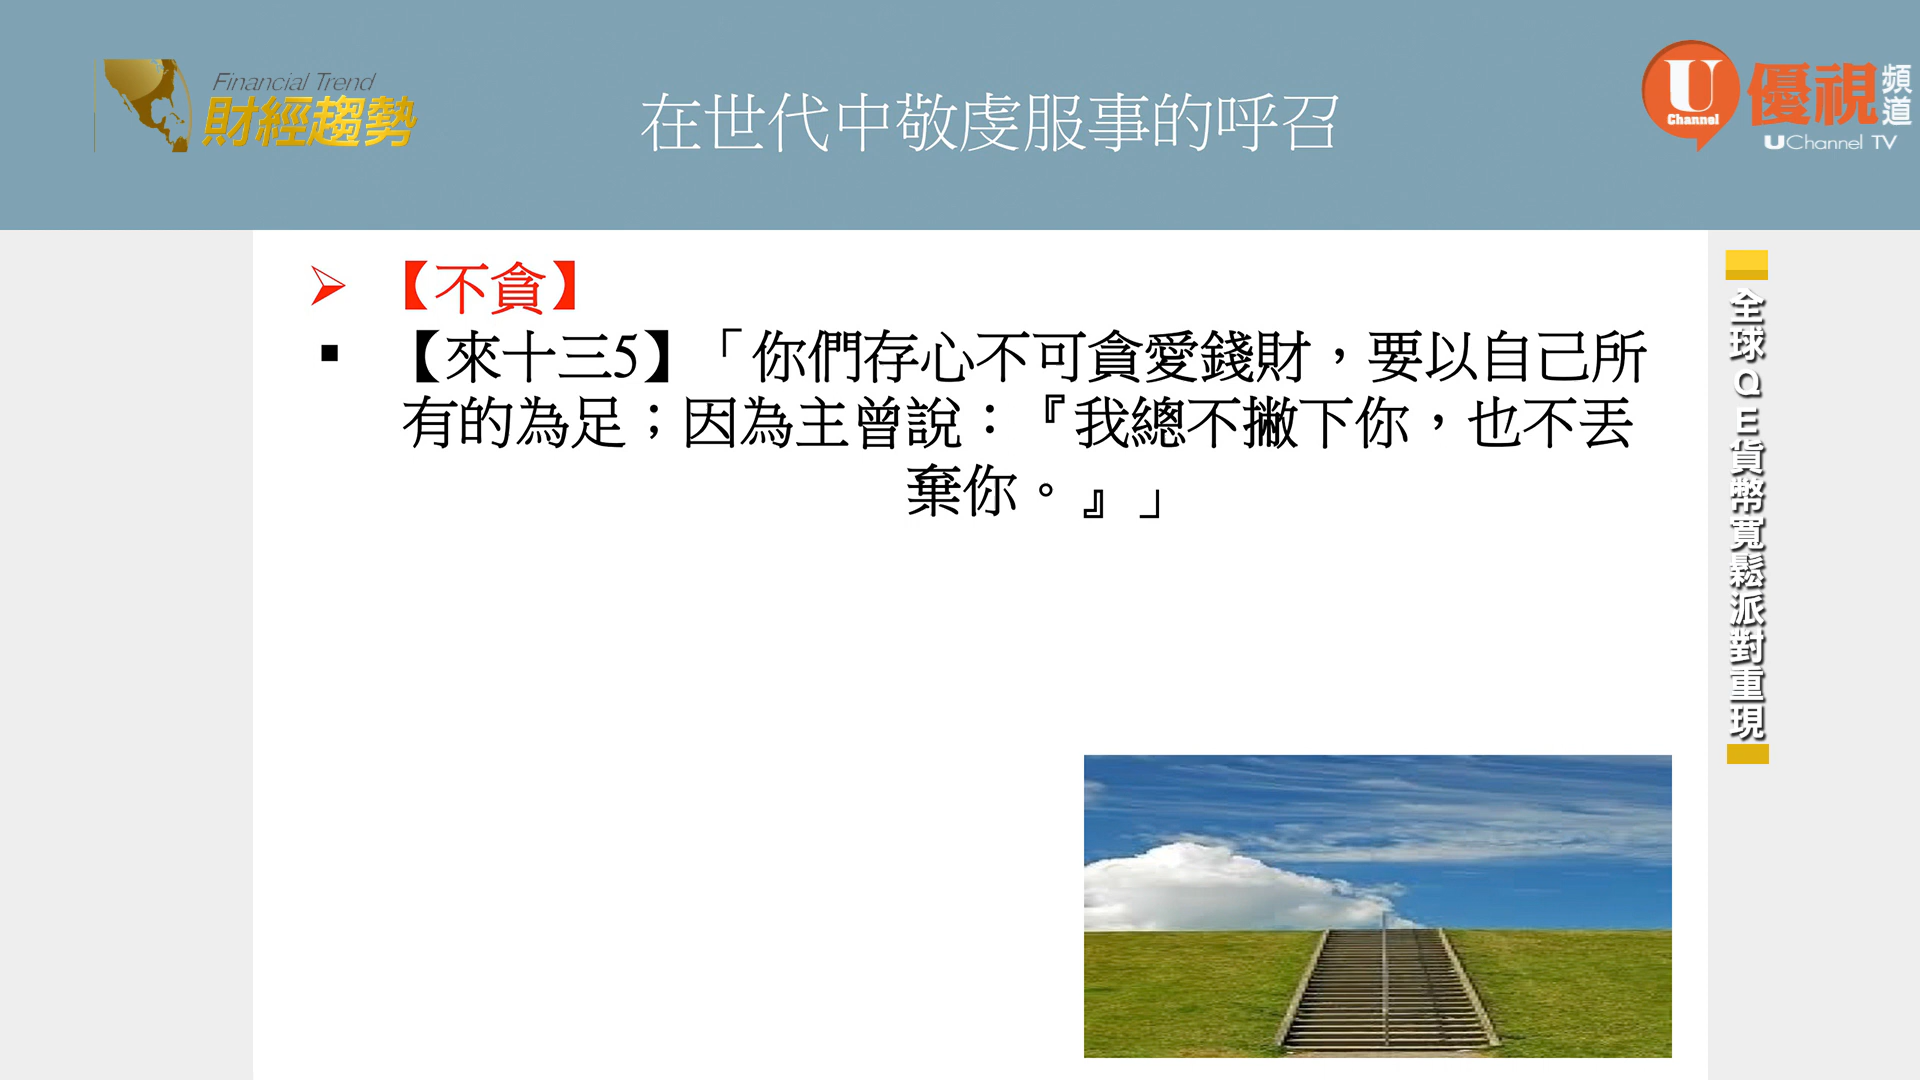 Financial Trend
財經趨勢
在世代中敬虔服事的呼召
U
Channel
優視
頻道
UChannel TV
【不貪】
【來十三5】「你們存心不可貪愛錢財，要以自己所
有的為足；因為主曾說：『我總不撇下你，也不丟
棄你。』」
全球QE貨幣寬鬆派對重現